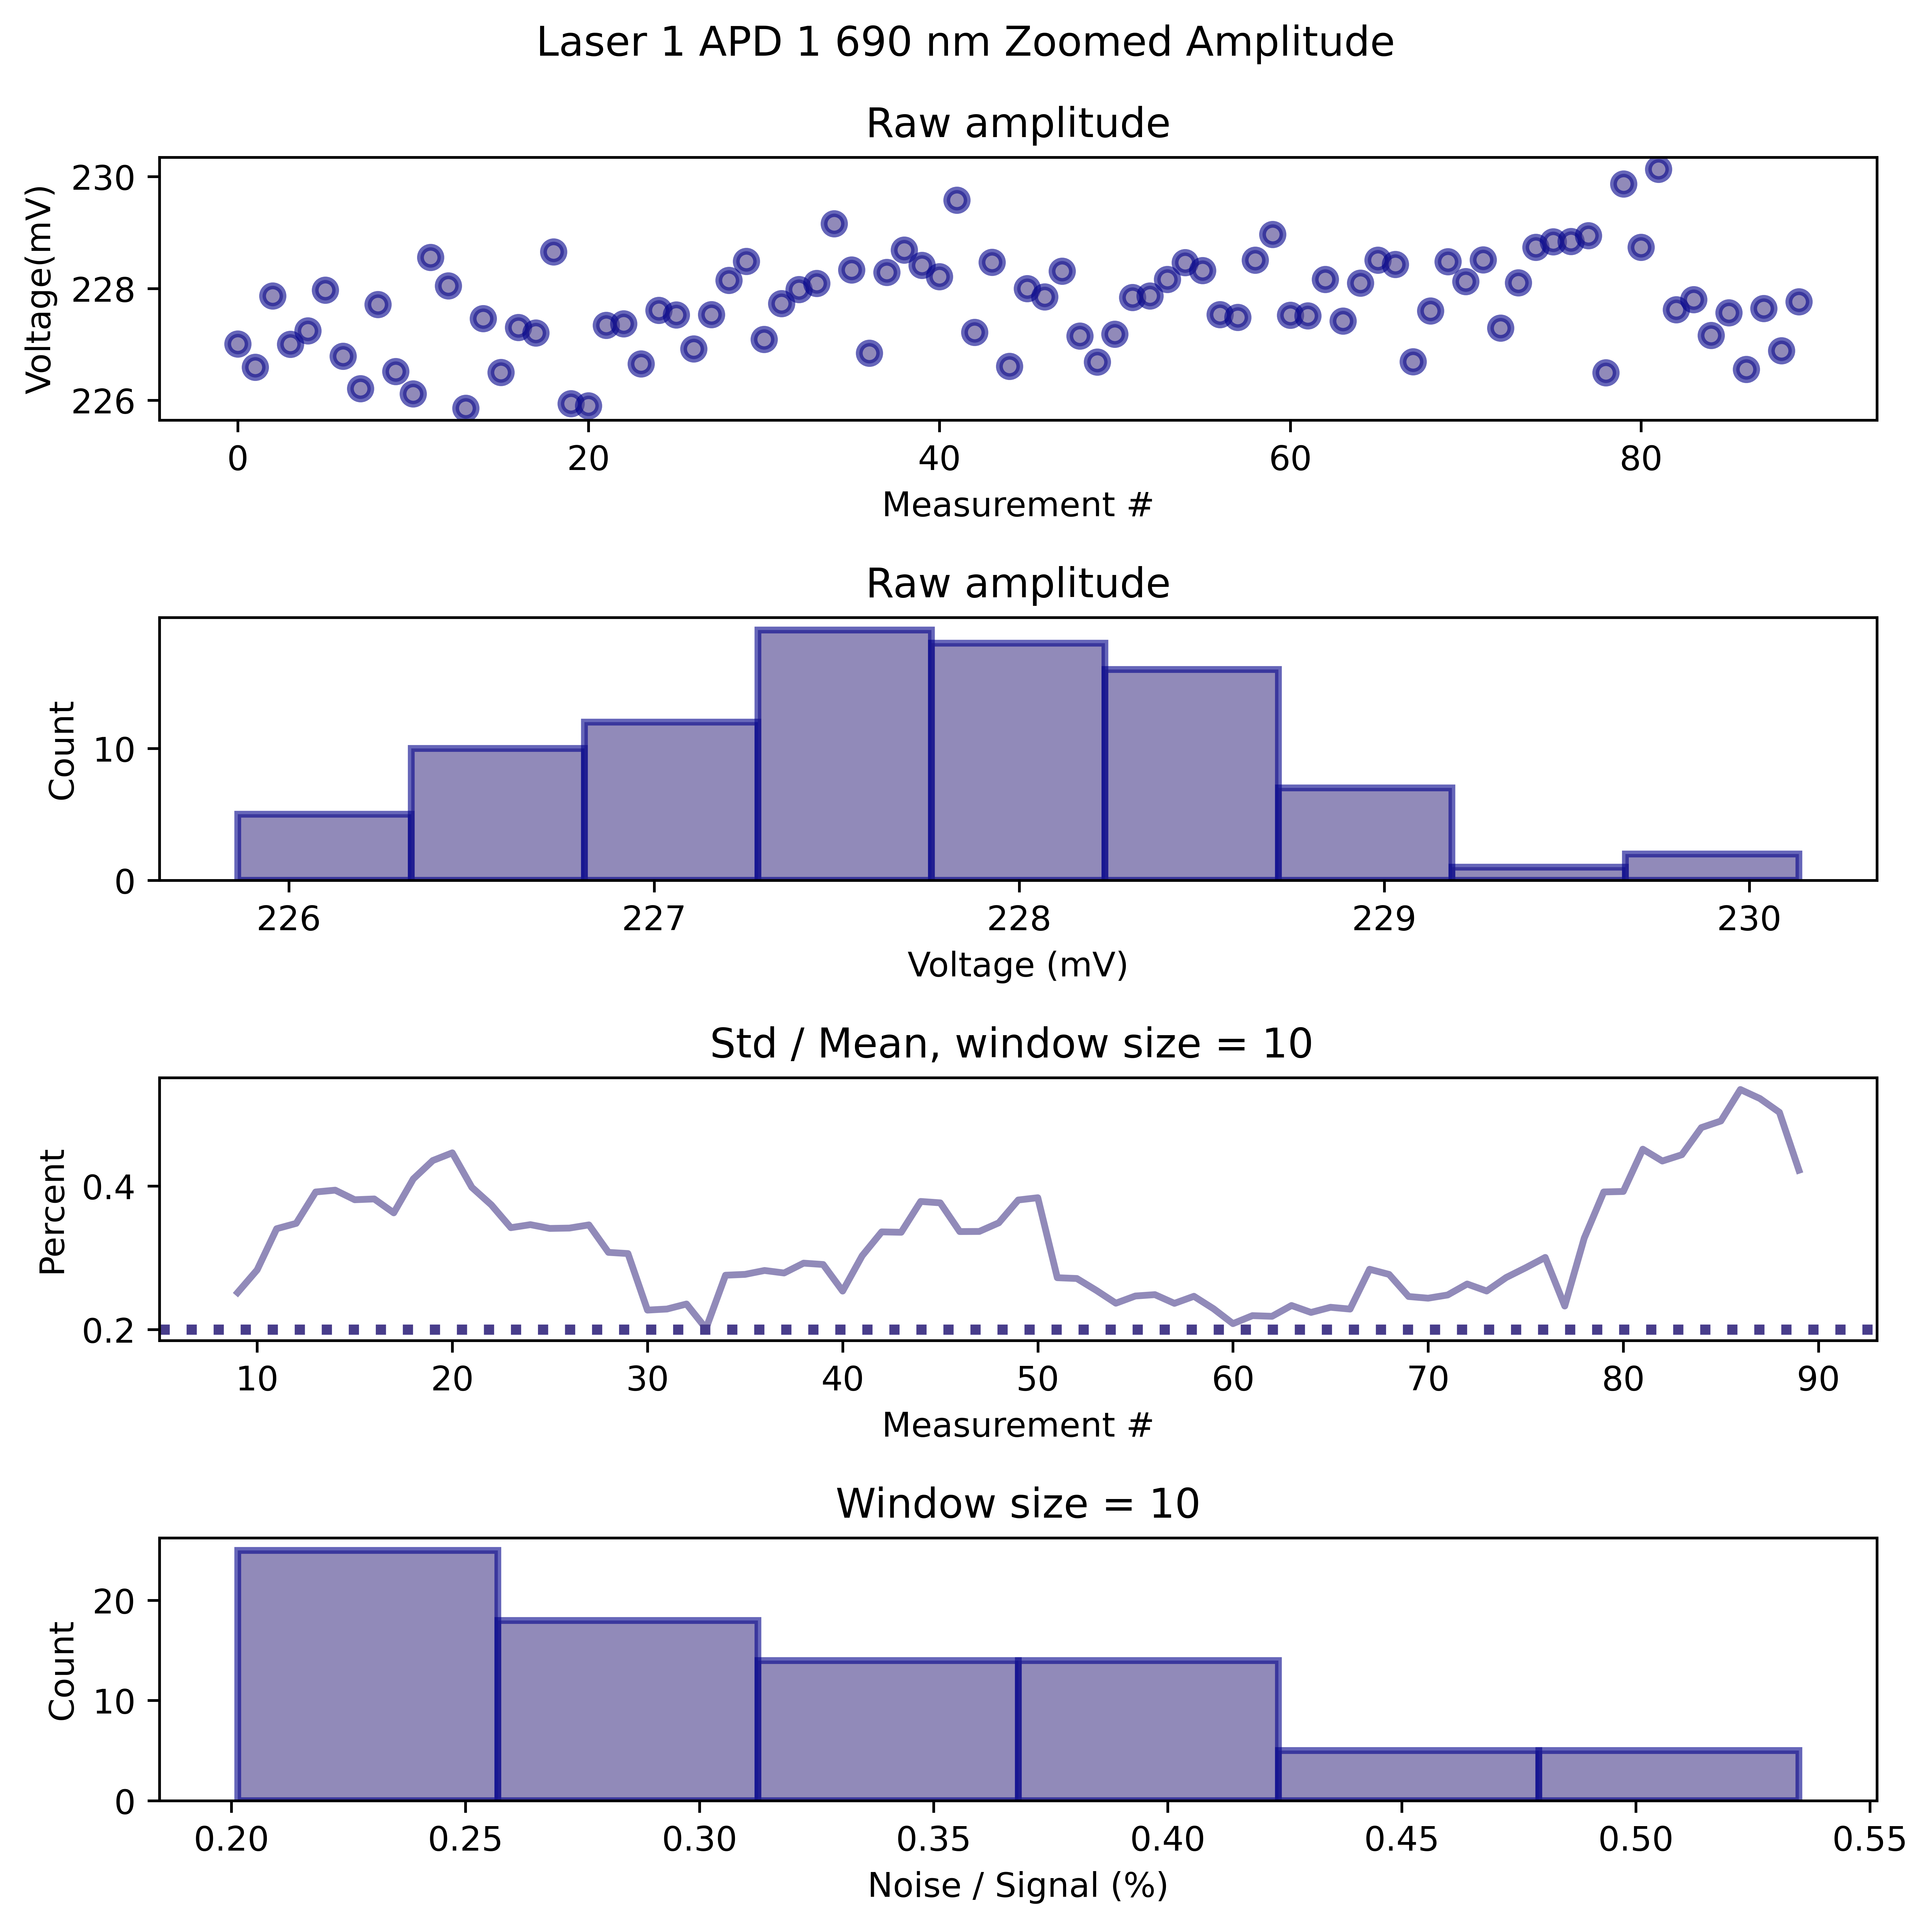 Laser 1 APD 1 690 nm Zoomed Amplitude
Raw amplitude
Voltage(mV)
230
228
226
0 20 40 60 80
Measurement #
Raw amplitude
Count
10
0
226 227 228 229 230
Voltage (mV)
Std / Mean, window size = 10
Percent
0.4
0.2
10 20 30 40 50 60 70 80 90
Measurement #
Window size = 10
Count
20
10
0
0.20 0.25 0.30 0.35 0.40 0.45 0.50 0.55
Noise / Signal (%)